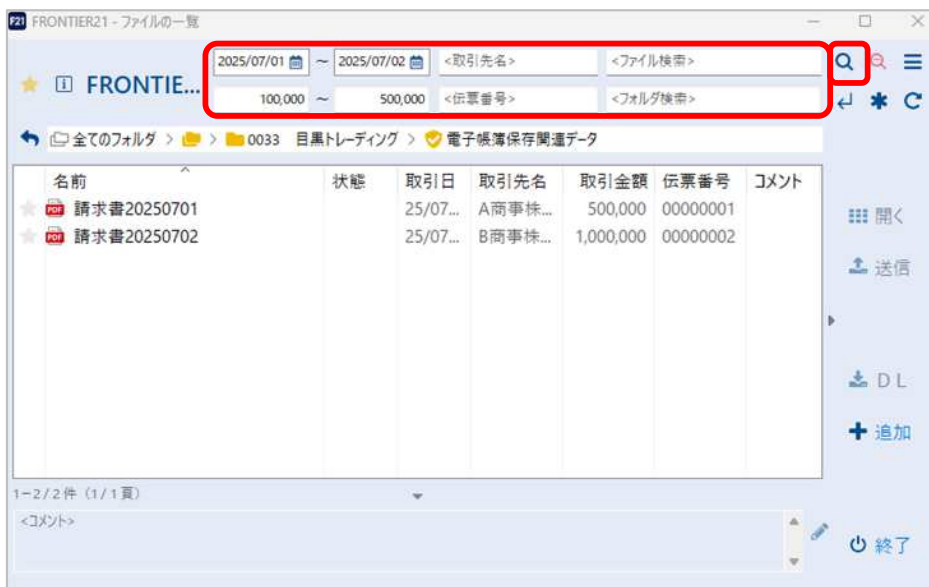 F21 FRONTIER21 - ファイルの一覧
FRONTIE...
2025/07/01 ～ 2025/07/02 <取引先名> <ファイル検索>
100,000 ～ 500,000 <伝票番号> <フォルダ検索>
全てのフォルダ > > 0033 目黒トレーディング > 電子帳簿保存関連データ
名前 状態 取引日 取引先名 取引金額 伝票番号 コメント
PDF 請求書20250701 25/07... A商事株... 500,000 00000001
PDF 請求書20250702 25/07... B商事株... 1,000,000 00000002
開く
送信
DL
追加
1-2/2件 (1/1頁)
<コメント>
終了